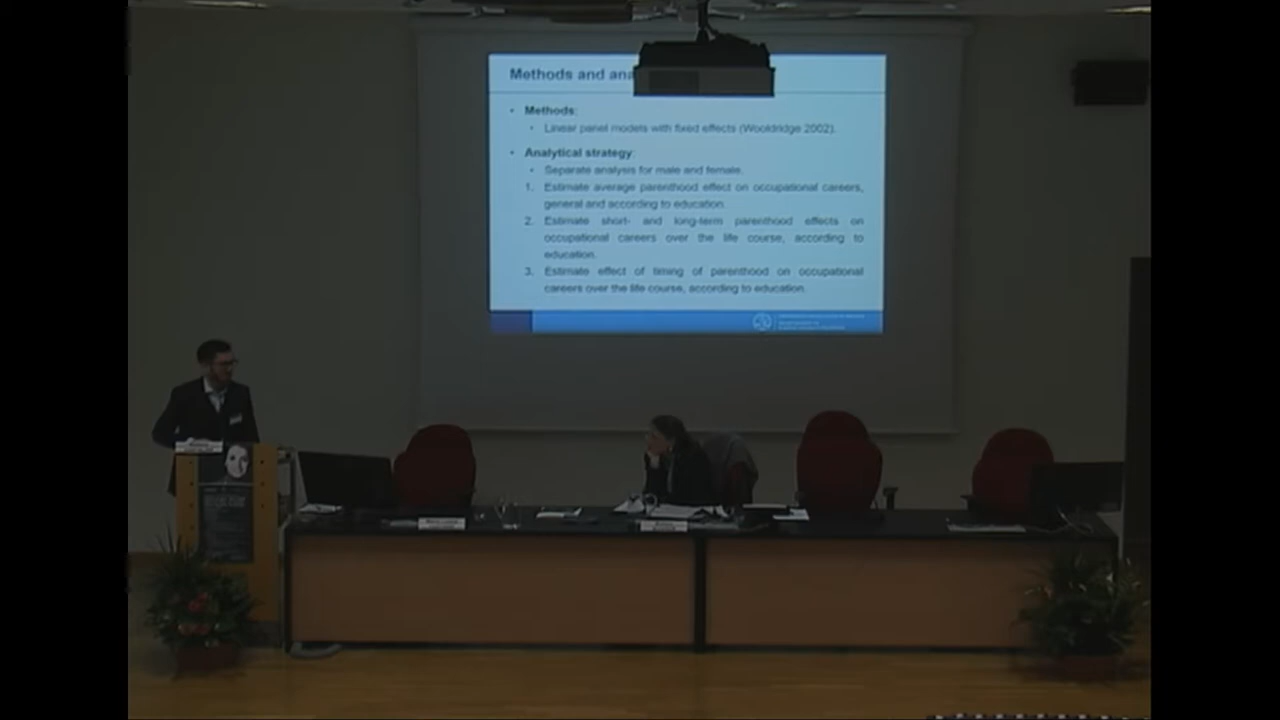 Methods and ana
• Methods:
• Linear panel models with fixed effects (Wooldridge 2002).
• Analytical strategy:
• Separate analysis for male and female.
1. Estimate average parenthood effect on occupational careers,
general and according to education.
2. Estimate short- and long-term parenthood effects on
occupational careers over the life course, according to
education.
3. Estimate effect of timing of parenthood on occupational
careers over the life course, according to education.